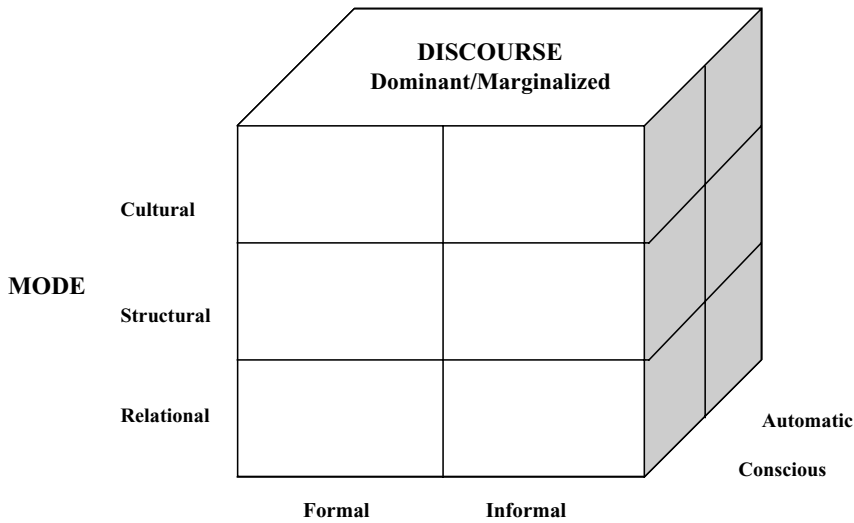 DISCOURSE
Dominant/Marginalized
Cultural
MODE
Structural
Relational
Automatic
Conscious
Formal
Informal